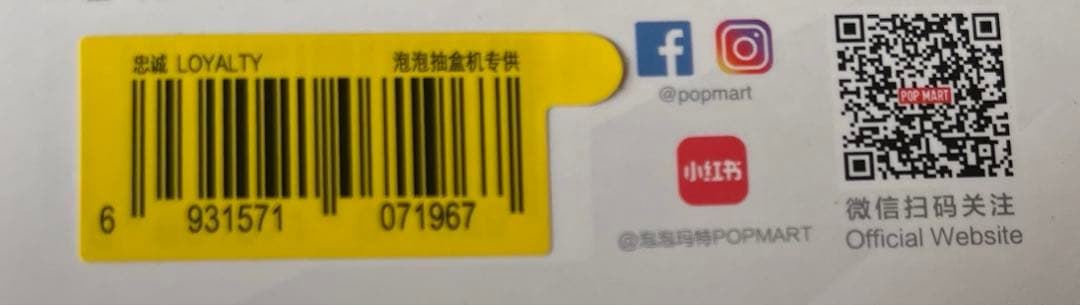 忠诚 LOYALTY 泡泡抽盒机专供
6 931571 071967
@popmart
小红书
@泡泡玛特POPMART
POP MART
微信扫码关注
Official Website